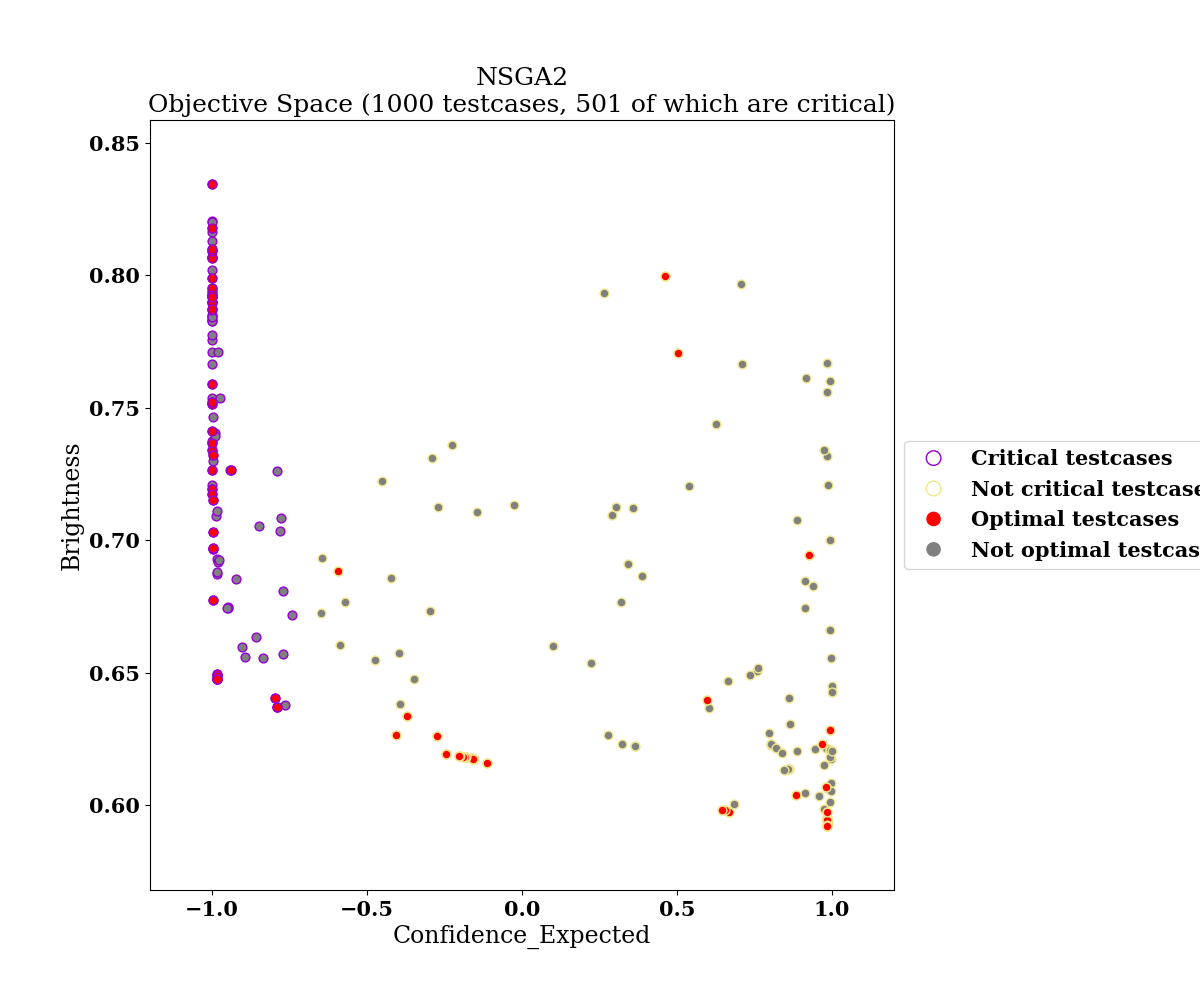 NSGA2
Objective Space (1000 testcases, 501 of which are critical)
0.85
0.80
0.75
0.70
0.65
0.60
Brightness
−1.0
−0.5
0.0
0.5
1.0
Confidence_Expected
Critical testcases
Not critical testcase
Optimal testcases
Not optimal testcas